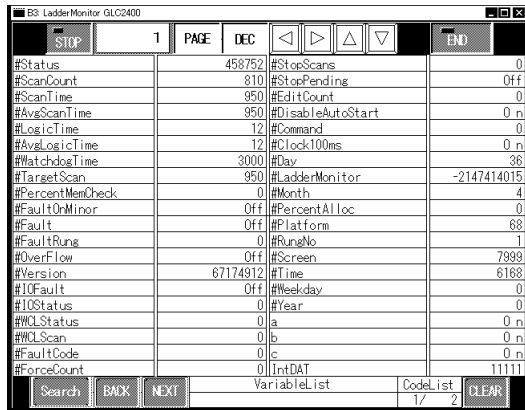 B3: LadderMonitor GLC2400
STOP 1 PAGE DEC END
#Status 458752 #StopScans 0
#ScanCount 810 #StopPending Off
#ScanTime 950 #EditCount 0
#AvgScanTime 950 #DisableAutoStart 0 n
#LogicTime 12 #Command 0
#AvgLogicTime 12 #Clock100ms 0 n
#WatchdogTime 3000 #Day 36
#TargetScan 950 #LadderMonitor -2147414015
#PercentMemCheck 0 #Month 4
#FaultOnMinor Off #PercentAlloc 0
#Fault Off #Platform 68
#FaultRung 0 #RungNo 1
#OverFlow Off #Screen 7999
#Version 67174912 #Time 6168
#IOFault Off #Weekday 0
#IOStatus 0 #Year 0
#WCLStatus 0 a 0 n
#WCLScan 0 b 0 n
#FaultCode 0 c 0 n
#ForceCount 0 IntDAT 11111
Search BACK NEXT VariableList CodeList CLEAR
1/ 2